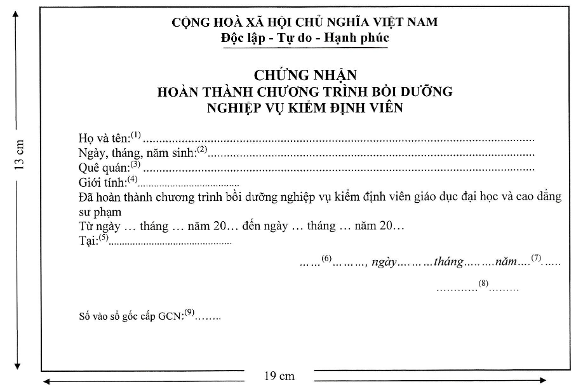 CỘNG HOÀ XÃ HỘI CHỦ NGHĨA VIỆT NAM
Độc lập - Tự do - Hạnh phúc
CHỨNG NHẬN
HOÀN THÀNH CHƯƠNG TRÌNH BỒI DƯỠNG
NGHIỆP VỤ KIỂM ĐỊNH VIÊN
Họ và tên:(1)
Ngày, tháng, năm sinh:(2)
Quê quán:(3)
Giới tính:(4)
Đã hoàn thành chương trình bồi dưỡng nghiệp vụ kiểm định viên giáo dục đại học và cao đẳng
sư phạm
Từ ngày … tháng … năm 20… đến ngày … tháng … năm 20…
Tại:(5)
……(6)………, ngày………tháng………năm….(7)……
…………(8)………
Số vào sổ gốc cấp GCN:(9)……..
13 cm
19 cm